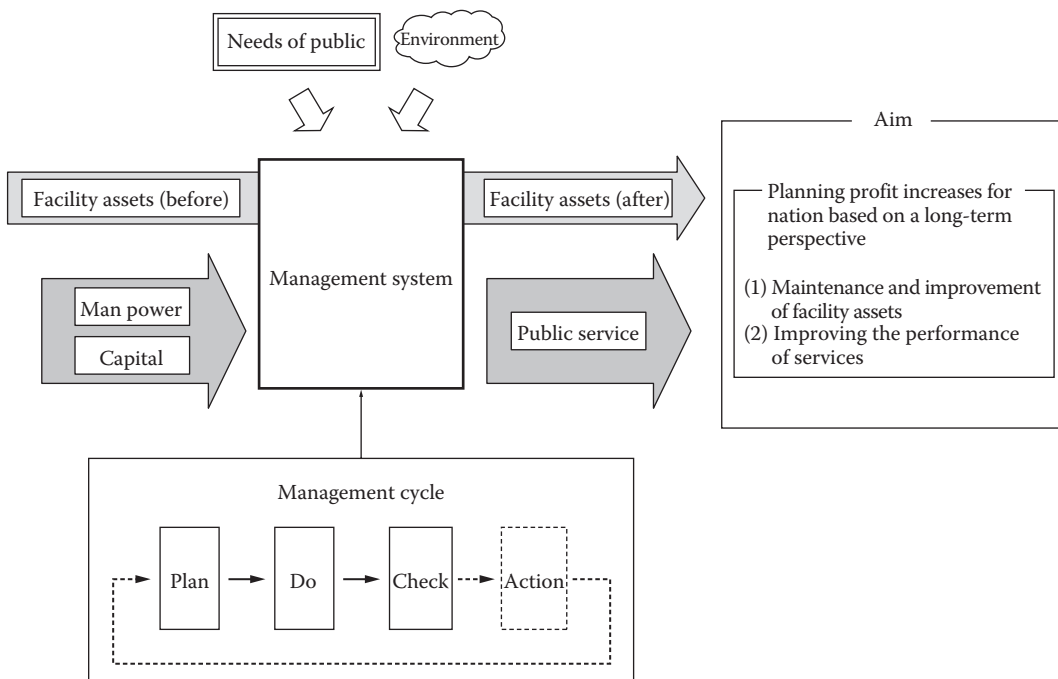 Needs of public
Environment
Aim
Facility assets (before)
Facility assets (after)
Planning profit increases for
nation based on a long-term
perspective
Management system
(1) Maintenance and improvement
of facility assets
(2) Improving the performance
of services
Man power
Public service
Capital
Management cycle
Plan
Do
Check
Action